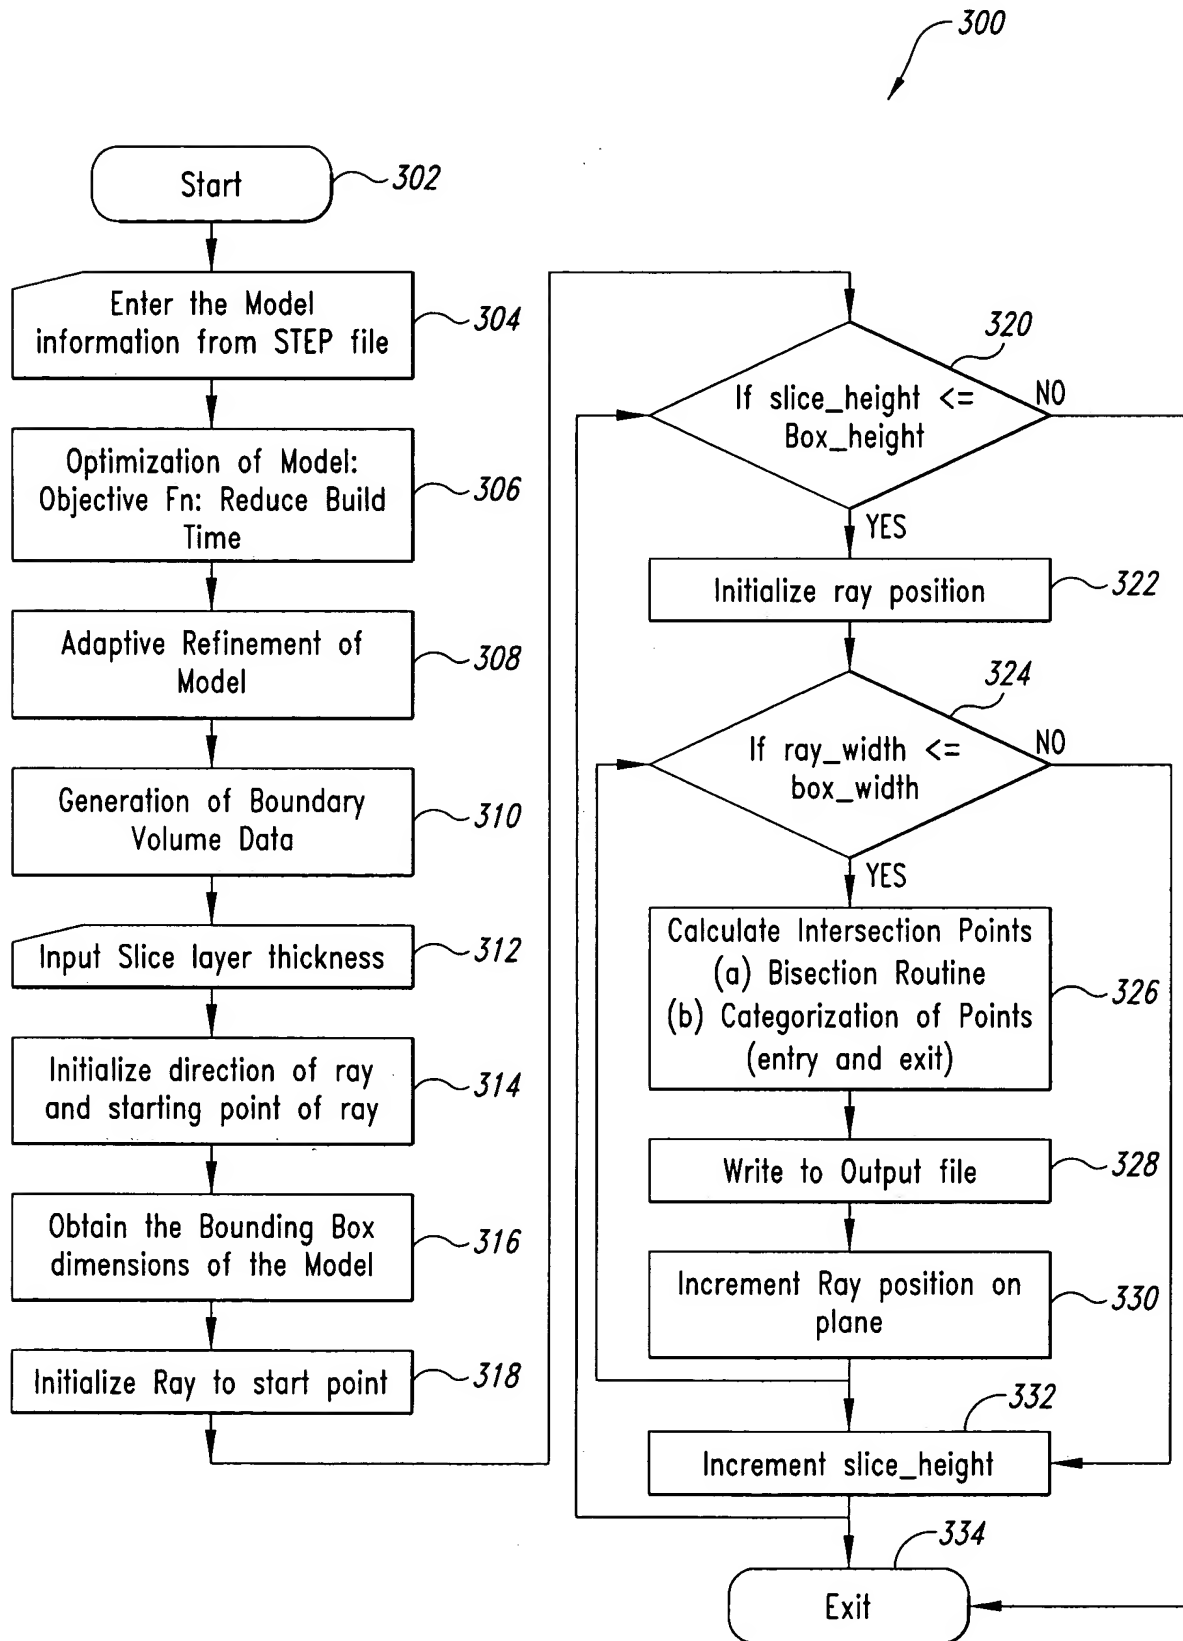 300
Start
302
Enter the Model
information from STEP file
304
Optimization of Model:
Objective Fn: Reduce Build
Time
306
Adaptive Refinement of
Model
308
Generation of Boundary
Volume Data
310
Input Slice layer thickness
312
Initialize direction of ray
and starting point of ray
314
Obtain the Bounding Box
dimensions of the Model
316
Initialize Ray to start point
318
If slice_height <=
Box_height
320
NO
YES
Initialize ray position
322
If ray_width <=
box_width
324
NO
YES
Calculate Intersection Points
(a) Bisection Routine
(b) Categorization of Points
(entry and exit)
326
Write to Output file
328
Increment Ray position on
plane
330
Increment slice_height
332
Exit
334